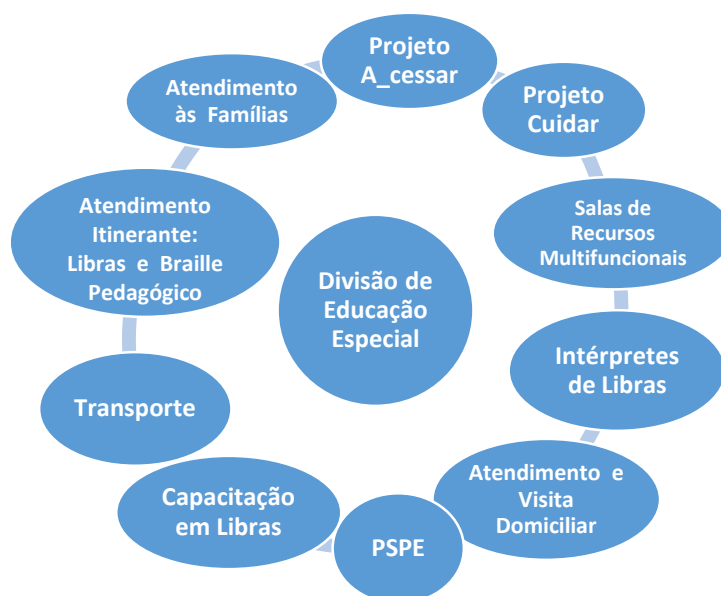 Projeto
A_cessar
Projeto
Cuidar
Salas de
Recursos
Multifuncionais
Intérpretes
de Libras
Atendimento e
Visita
Domiciliar
PSPE
Capacitação
em Libras
Transporte
Atendimento
Itinerante:
Libras e Braille
Pedagógico
Atendimento
às Famílias
Divisão de
Educação
Especial